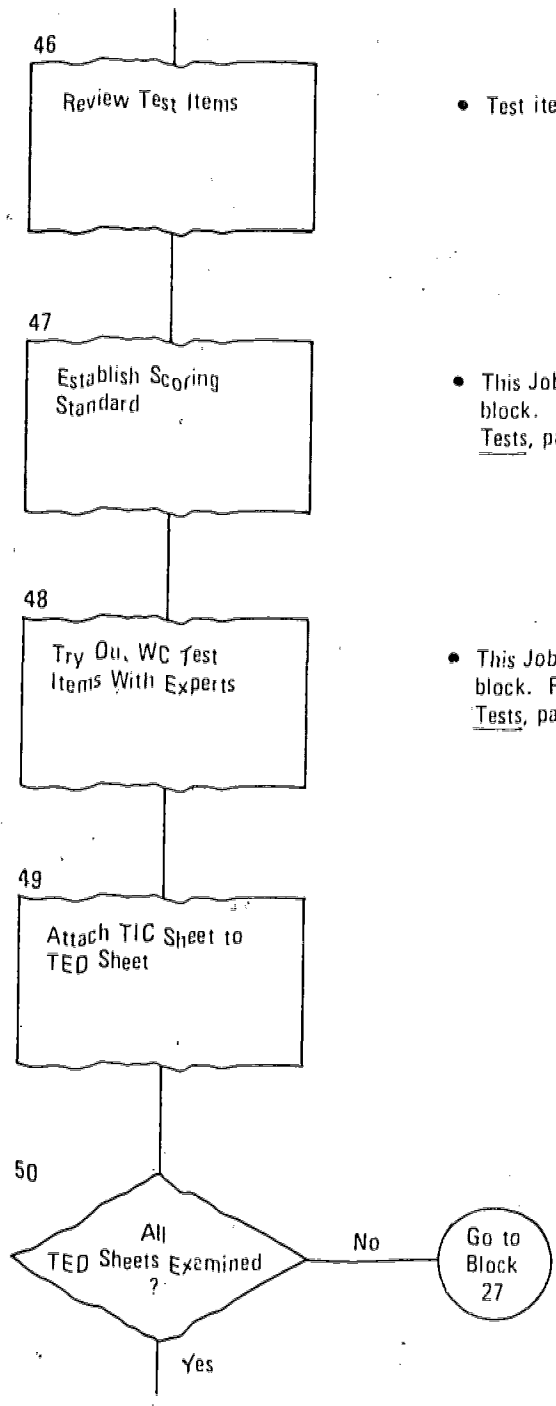 46
Review Test Items
• Test ite
47
Establish Scoring
Standard
• This Job
block.
Tests, pa
48
Try Ou, WC Test
Items With Experts
• This Job
block. F
Tests, pa
49
Attach TIC Sheet to
TED Sheet
50
All
TED Sheets Examined
?
No
Go to
Block
27
Yes